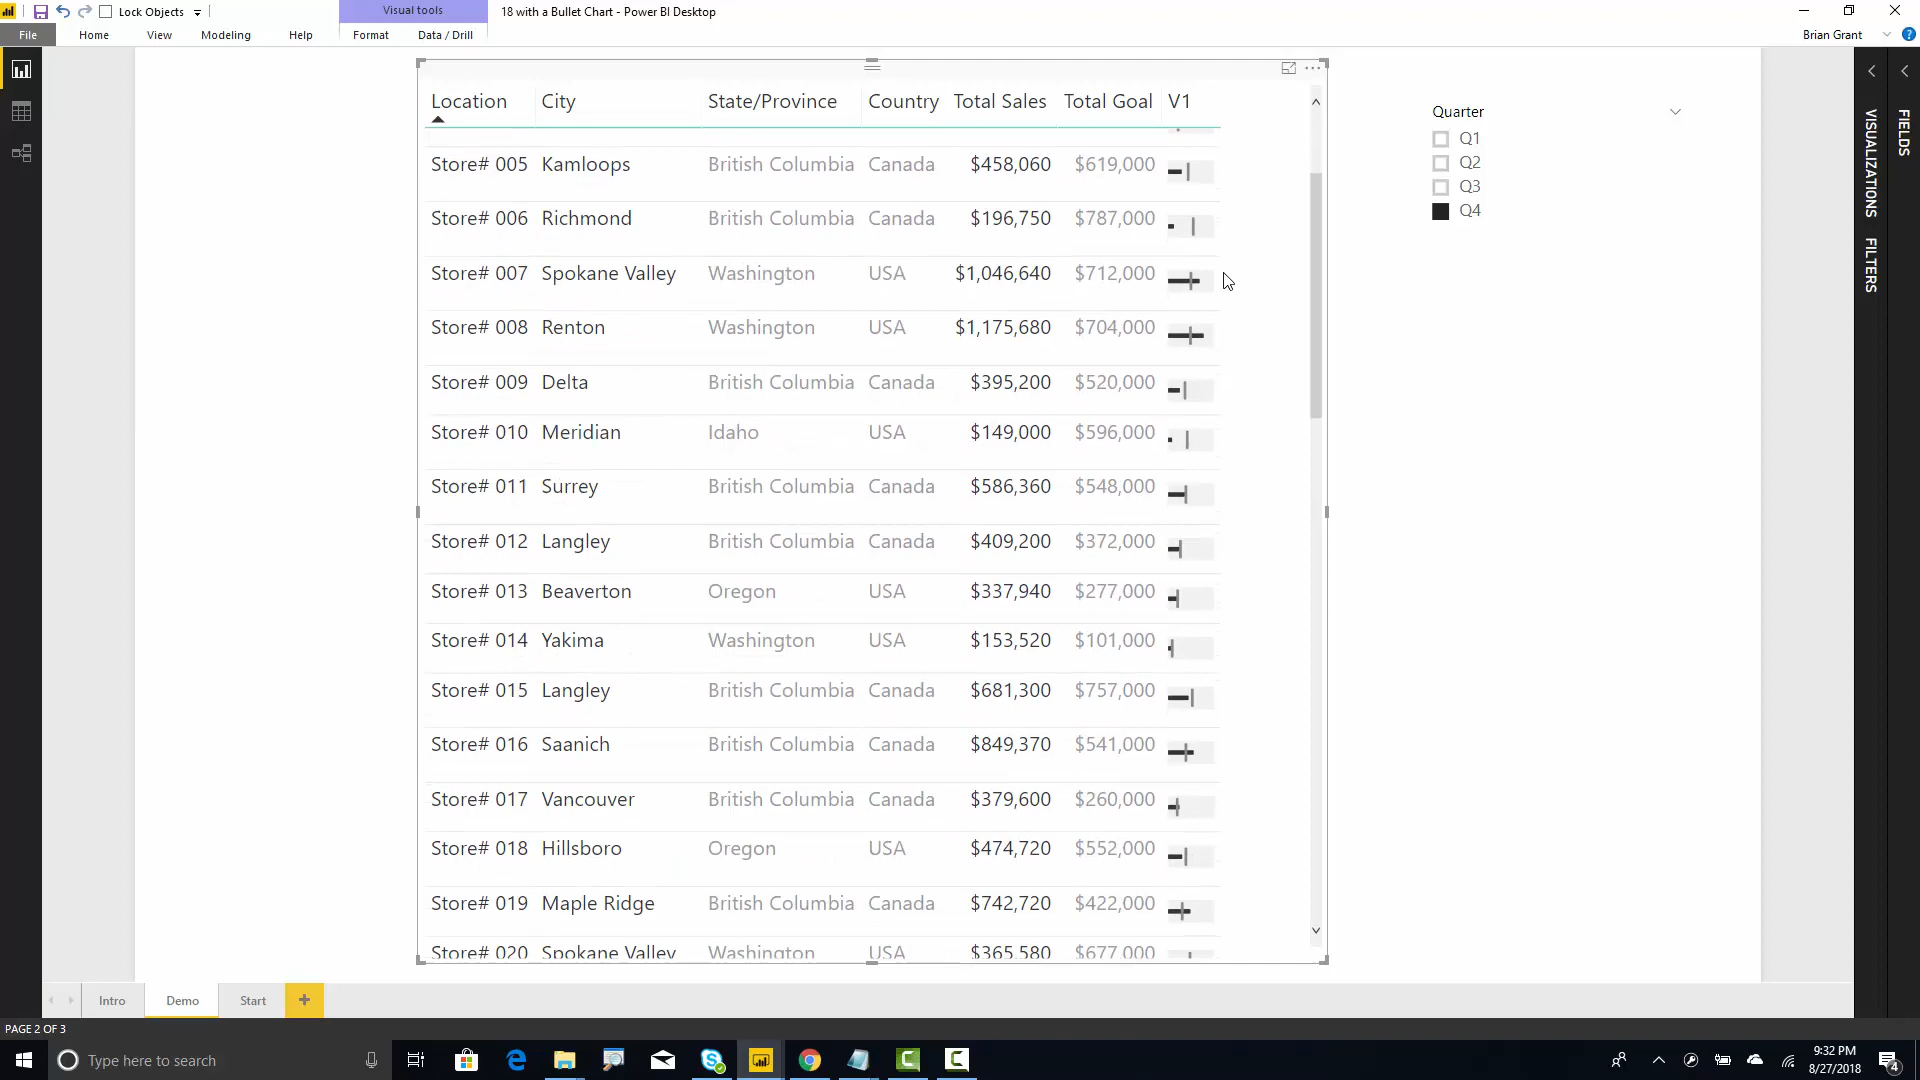 Lock Objects
Visual tools
18 with a Bullet Chart - Power BI Desktop
File Home View Modeling Help Format Data / Drill Brian Grant
Location City State/Province Country Total Sales Total Goal V1
Store# 005 Kamloops British Columbia Canada $458,060 $619,000
Store# 006 Richmond British Columbia Canada $196,750 $787,000
Store# 007 Spokane Valley Washington USA $1,046,640 $712,000
Store# 008 Renton Washington USA $1,175,680 $704,000
Store# 009 Delta British Columbia Canada $395,200 $520,000
Store# 010 Meridian Idaho USA $149,000 $596,000
Store# 011 Surrey British Columbia Canada $586,360 $548,000
Store# 012 Langley British Columbia Canada $409,200 $372,000
Store# 013 Beaverton Oregon USA $337,940 $277,000
Store# 014 Yakima Washington USA $153,520 $101,000
Store# 015 Langley British Columbia Canada $681,300 $757,000
Store# 016 Saanich British Columbia Canada $849,370 $541,000
Store# 017 Vancouver British Columbia Canada $379,600 $260,000
Store# 018 Hillsboro Oregon USA $474,720 $552,000
Store# 019 Maple Ridge British Columbia Canada $742,720 $422,000
Store# 020 Spokane Valley Washington USA $365,580 $677,000
Quarter
Q1
Q2
Q3
Q4
VISUALIZATIONS
FILTERS
FIELDS
Intro Demo Start
PAGE 2 OF 3
Type here to search
9:32 PM
8/27/2018
4